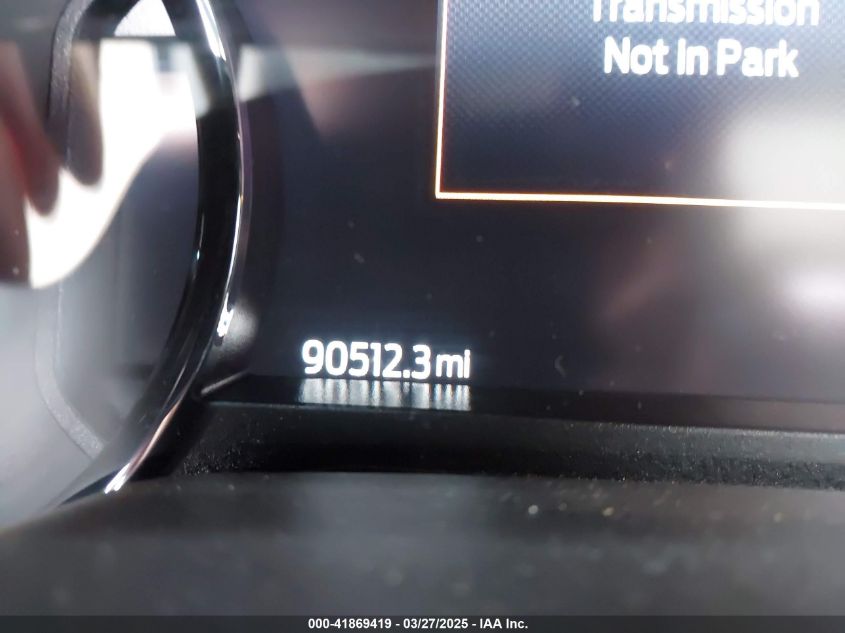 Transmission
Not In Park
90512.3 mi
000-41869419 - 03/27/2025 - IAA Inc.